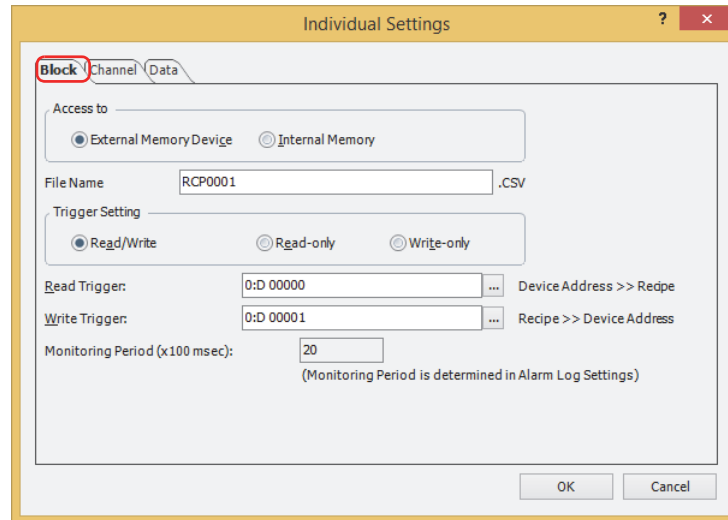 Individual Settings
? ×
Block Channel Data
Access to
External Memory Device Internal Memory
File Name RCP0001 .CSV
Trigger Setting
Read/Write Read-only Write-only
Read Trigger: 0:D 00000 ... Device Address >> Recipe
Write Trigger: 0:D 00001 ... Recipe >> Device Address
Monitoring Period (x100 msec): 20
(Monitoring Period is determined in Alarm Log Settings)
OK Cancel